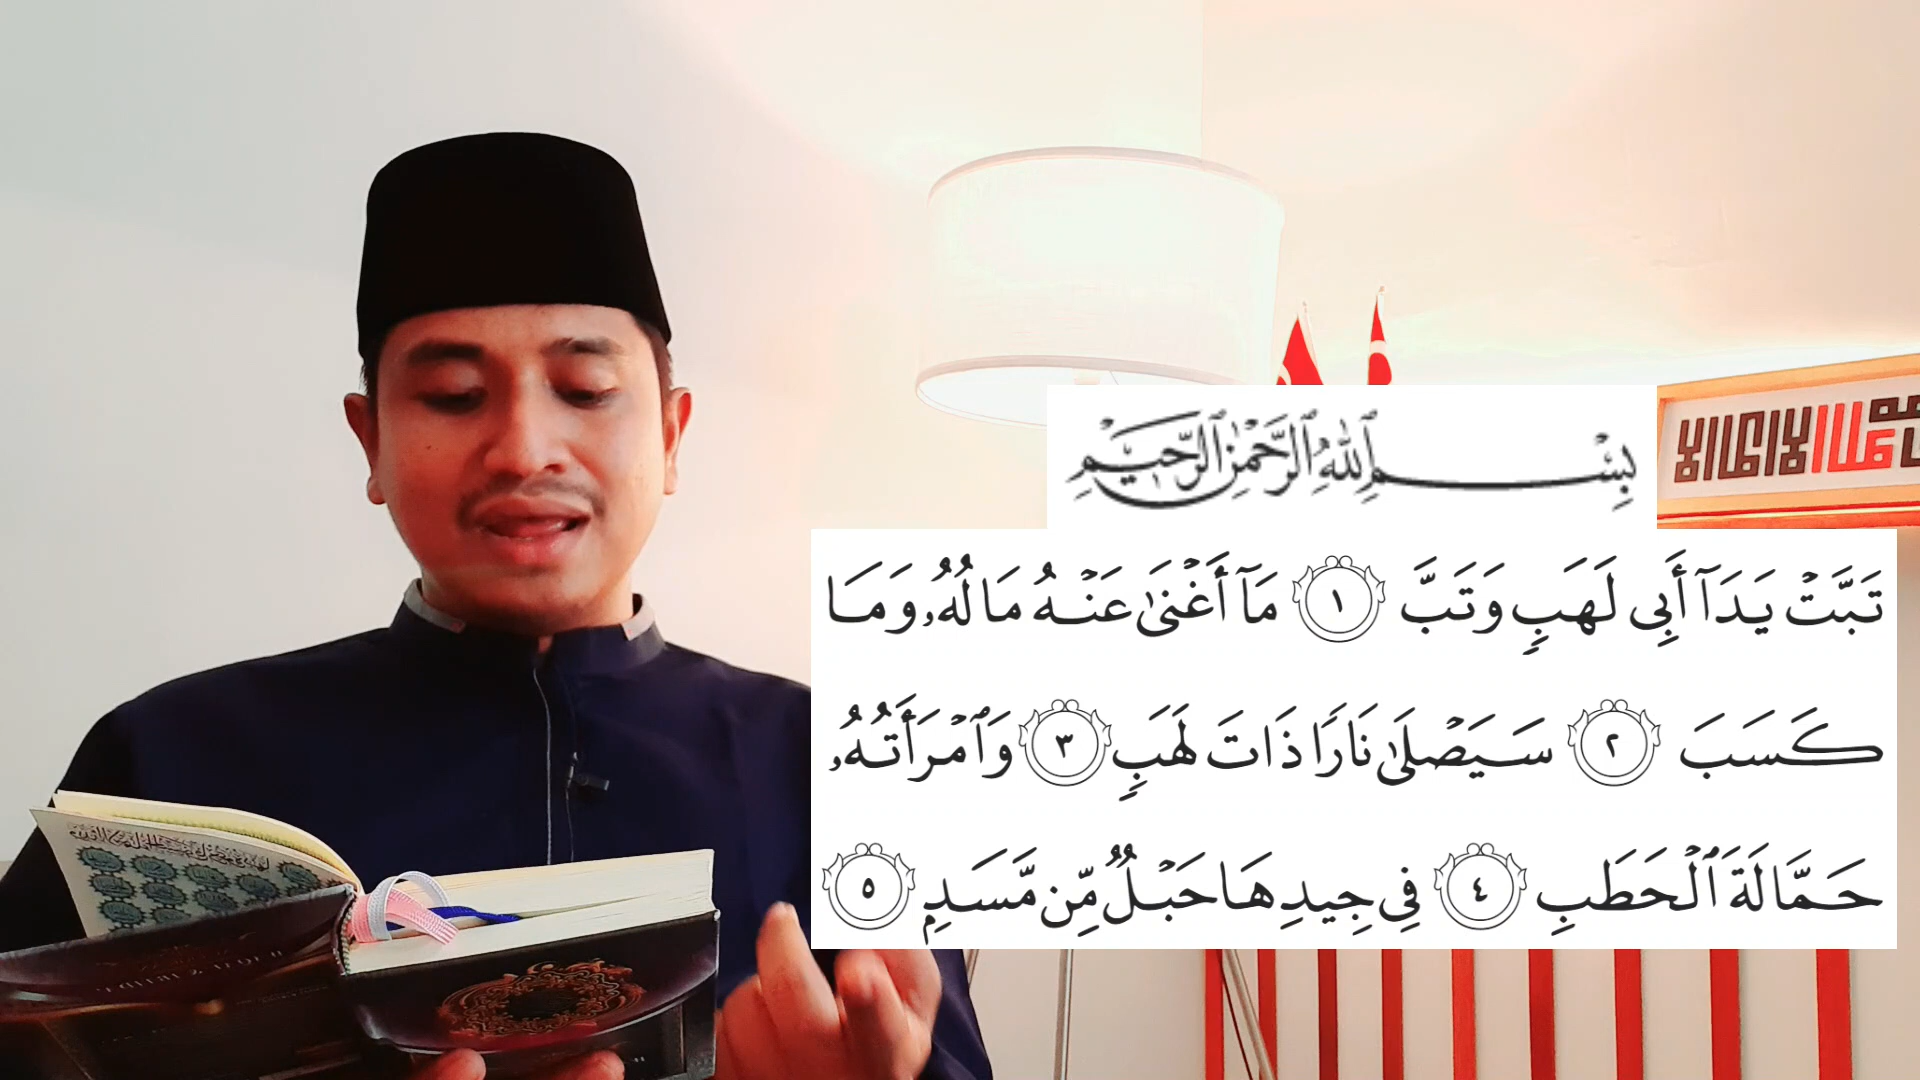 بِسْمِ ٱللَّهِ ٱلرَّحْمَٰنِ ٱلرَّحِيمِ
تَبَّتْ يَدَآ أَبِى لَهَبٍ وَتَبَّ ١ مَآ أَغْنَىٰ عَنْهُ مَالُهُۥ وَمَا
كَسَبَ ٢ سَيَصْلَىٰ نَارًا ذَاتَ لَهَبٍ ٣ وَٱمْرَأَتُهُۥ
حَمَّالَةَ ٱلْحَطَبِ ٤ فِى جِيدِهَا حَبْلٌ مِّن مَّسَدٍ ٥